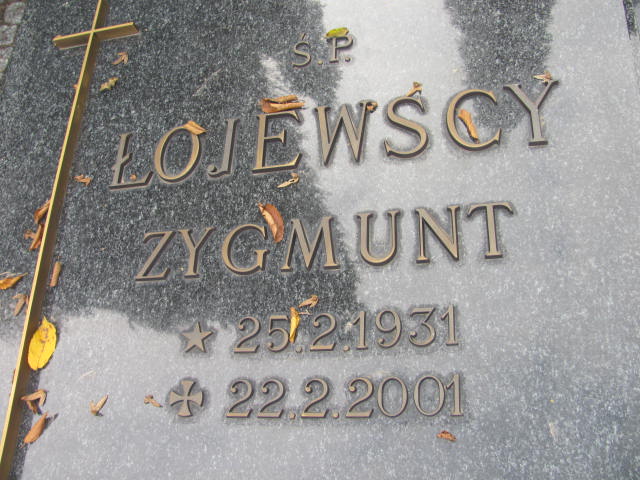 Ś.P.
ŁOJEWSCY
ZYGMUNT
25.2.1931
22.2.2001